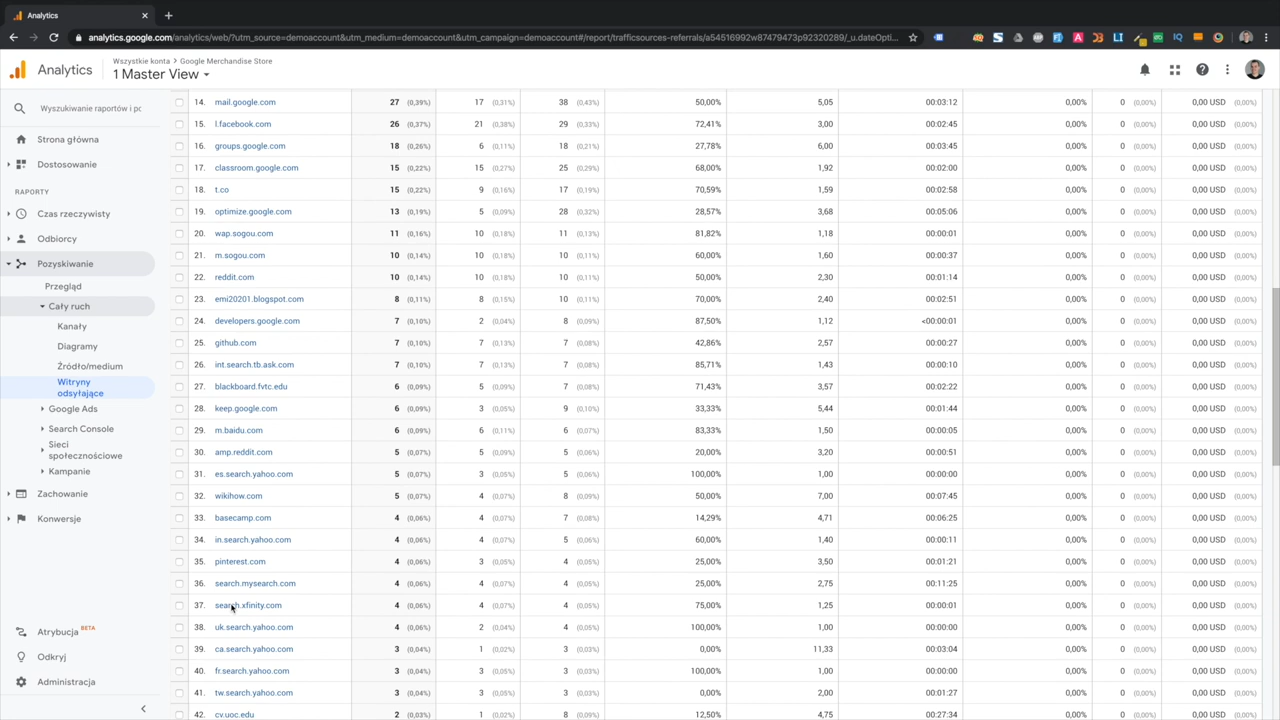 Analytics
analytics.google.com/analytics/web/?utm_source=demoaccount&utm_medium=demoaccount&utm_campaign=demoaccount#/report/trafficsources-referrals/a54516992w87479473p92320289/_u.dateOpti...
Analytics
Wszystkie konta > Google Merchandise Store
1 Master View
Wyszukiwanie raportów i pc
Strona główna
Dostosowanie
RAPORTY
Czas rzeczywisty
Odbiorcy
Pozyskiwanie
Przegląd
Cały ruch
Kanały
Diagramy
Źródło/medium
Witryny
odsyłające
Google Ads
Search Console
Sieci
społecznościowe
Kampanie
Zachowanie
Konwersje
Atrybucja BETA
Odkryj
Administracja
14. mail.google.com 27 (0,39%) 17 (0,31%) 38 (0,43%) 50,00% 5,05 00:03:12 0,00% 0 (0,00%) 0,00 USD (0,00%)
15. l.facebook.com 26 (0,37%) 21 (0,38%) 29 (0,33%) 72,41% 3,00 00:02:45 0,00% 0 (0,00%) 0,00 USD (0,00%)
16. groups.google.com 18 (0,26%) 6 (0,11%) 18 (0,21%) 27,78% 6,00 00:03:45 0,00% 0 (0,00%) 0,00 USD (0,00%)
17. classroom.google.com 15 (0,22%) 15 (0,27%) 25 (0,29%) 68,00% 1,92 00:02:00 0,00% 0 (0,00%) 0,00 USD (0,00%)
18. t.co 15 (0,22%) 9 (0,16%) 17 (0,19%) 70,59% 1,59 00:02:58 0,00% 0 (0,00%) 0,00 USD (0,00%)
19. optimize.google.com 13 (0,19%) 5 (0,09%) 28 (0,32%) 28,57% 3,68 00:05:06 0,00% 0 (0,00%) 0,00 USD (0,00%)
20. wap.sogou.com 11 (0,16%) 10 (0,18%) 11 (0,13%) 81,82% 1,18 00:00:01 0,00% 0 (0,00%) 0,00 USD (0,00%)
21. m.sogou.com 10 (0,14%) 10 (0,18%) 10 (0,11%) 60,00% 1,60 00:00:37 0,00% 0 (0,00%) 0,00 USD (0,00%)
22. reddit.com 10 (0,14%) 10 (0,18%) 10 (0,11%) 50,00% 2,30 00:01:14 0,00% 0 (0,00%) 0,00 USD (0,00%)
23. emi20201.blogspot.com 8 (0,11%) 8 (0,15%) 10 (0,11%) 70,00% 2,40 00:02:51 0,00% 0 (0,00%) 0,00 USD (0,00%)
24. developers.google.com 7 (0,10%) 2 (0,04%) 8 (0,09%) 87,50% 1,12 <00:00:01 0,00% 0 (0,00%) 0,00 USD (0,00%)
25. github.com 7 (0,10%) 7 (0,13%) 7 (0,08%) 42,86% 2,57 00:00:27 0,00% 0 (0,00%) 0,00 USD (0,00%)
26. int.search.tb.ask.com 7 (0,10%) 7 (0,13%) 7 (0,08%) 85,71% 1,43 00:00:10 0,00% 0 (0,00%) 0,00 USD (0,00%)
27. blackboard.fvtc.edu 6 (0,09%) 5 (0,09%) 7 (0,08%) 71,43% 3,57 00:02:22 0,00% 0 (0,00%) 0,00 USD (0,00%)
28. keep.google.com 6 (0,09%) 3 (0,05%) 9 (0,10%) 33,33% 5,44 00:01:44 0,00% 0 (0,00%) 0,00 USD (0,00%)
29. m.baidu.com 6 (0,09%) 6 (0,11%) 6 (0,07%) 83,33% 1,50 00:00:05 0,00% 0 (0,00%) 0,00 USD (0,00%)
30. amp.reddit.com 5 (0,07%) 5 (0,09%) 5 (0,06%) 20,00% 3,20 00:00:51 0,00% 0 (0,00%) 0,00 USD (0,00%)
31. es.search.yahoo.com 5 (0,07%) 3 (0,05%) 5 (0,06%) 100,00% 1,00 00:00:00 0,00% 0 (0,00%) 0,00 USD (0,00%)
32. wikihow.com 5 (0,07%) 4 (0,07%) 8 (0,09%) 50,00% 7,00 00:07:45 0,00% 0 (0,00%) 0,00 USD (0,00%)
33. basecamp.com 4 (0,06%) 4 (0,07%) 7 (0,08%) 14,29% 4,71 00:06:25 0,00% 0 (0,00%) 0,00 USD (0,00%)
34. in.search.yahoo.com 4 (0,06%) 4 (0,07%) 5 (0,06%) 60,00% 1,40 00:00:11 0,00% 0 (0,00%) 0,00 USD (0,00%)
35. pinterest.com 4 (0,06%) 3 (0,05%) 4 (0,05%) 25,00% 3,50 00:01:21 0,00% 0 (0,00%) 0,00 USD (0,00%)
36. search.mysearch.com 4 (0,06%) 4 (0,07%) 4 (0,05%) 25,00% 2,75 00:11:25 0,00% 0 (0,00%) 0,00 USD (0,00%)
37. search.xfinity.com 4 (0,06%) 4 (0,07%) 4 (0,05%) 75,00% 1,25 00:00:01 0,00% 0 (0,00%) 0,00 USD (0,00%)
38. uk.search.yahoo.com 4 (0,06%) 2 (0,04%) 4 (0,05%) 100,00% 1,00 00:00:00 0,00% 0 (0,00%) 0,00 USD (0,00%)
39. ca.search.yahoo.com 3 (0,04%) 1 (0,02%) 3 (0,03%) 0,00% 11,33 00:03:04 0,00% 0 (0,00%) 0,00 USD (0,00%)
40. fr.search.yahoo.com 3 (0,04%) 3 (0,05%) 3 (0,03%) 100,00% 1,00 00:00:00 0,00% 0 (0,00%) 0,00 USD (0,00%)
41. tw.search.yahoo.com 3 (0,04%) 3 (0,05%) 3 (0,03%) 0,00% 2,00 00:01:27 0,00% 0 (0,00%) 0,00 USD (0,00%)
42. cv.uoc.edu 2 (0,03%) 1 (0,02%) 8 (0,09%) 12,50% 4,75 00:27:34 0,00% 0 (0,00%) 0,00 USD (0,00%)